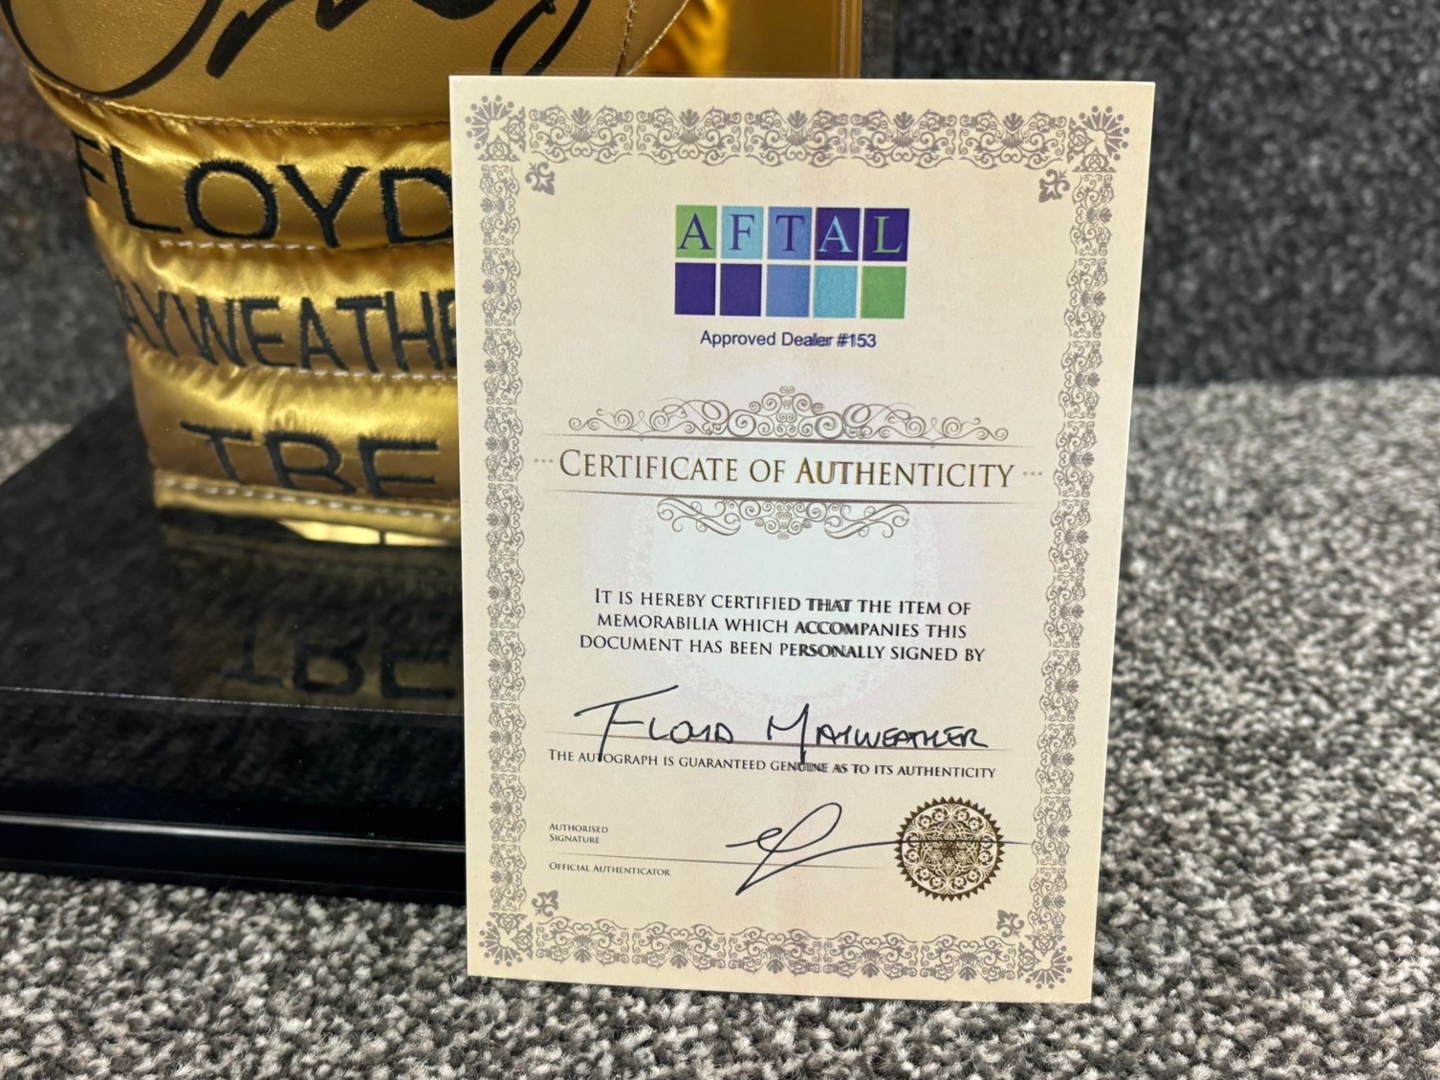 FLOYD
AYWEATHE
TBE
AFTAL
Approved Dealer #153
CERTIFICATE OF AUTHENTICITY
IT IS HEREBY CERTIFIED THAT THE ITEM OF
MEMORABILIA WHICH ACCOMPANIES THIS
DOCUMENT HAS BEEN PERSONALLY SIGNED BY
FLOYD MAYWEATHER
THE AUTOGRAPH IS GUARANTEED GENUINE AS TO ITS AUTHENTICITY
AUTHORISED
SIGNATURE
OFFICIAL AUTHENTICATOR